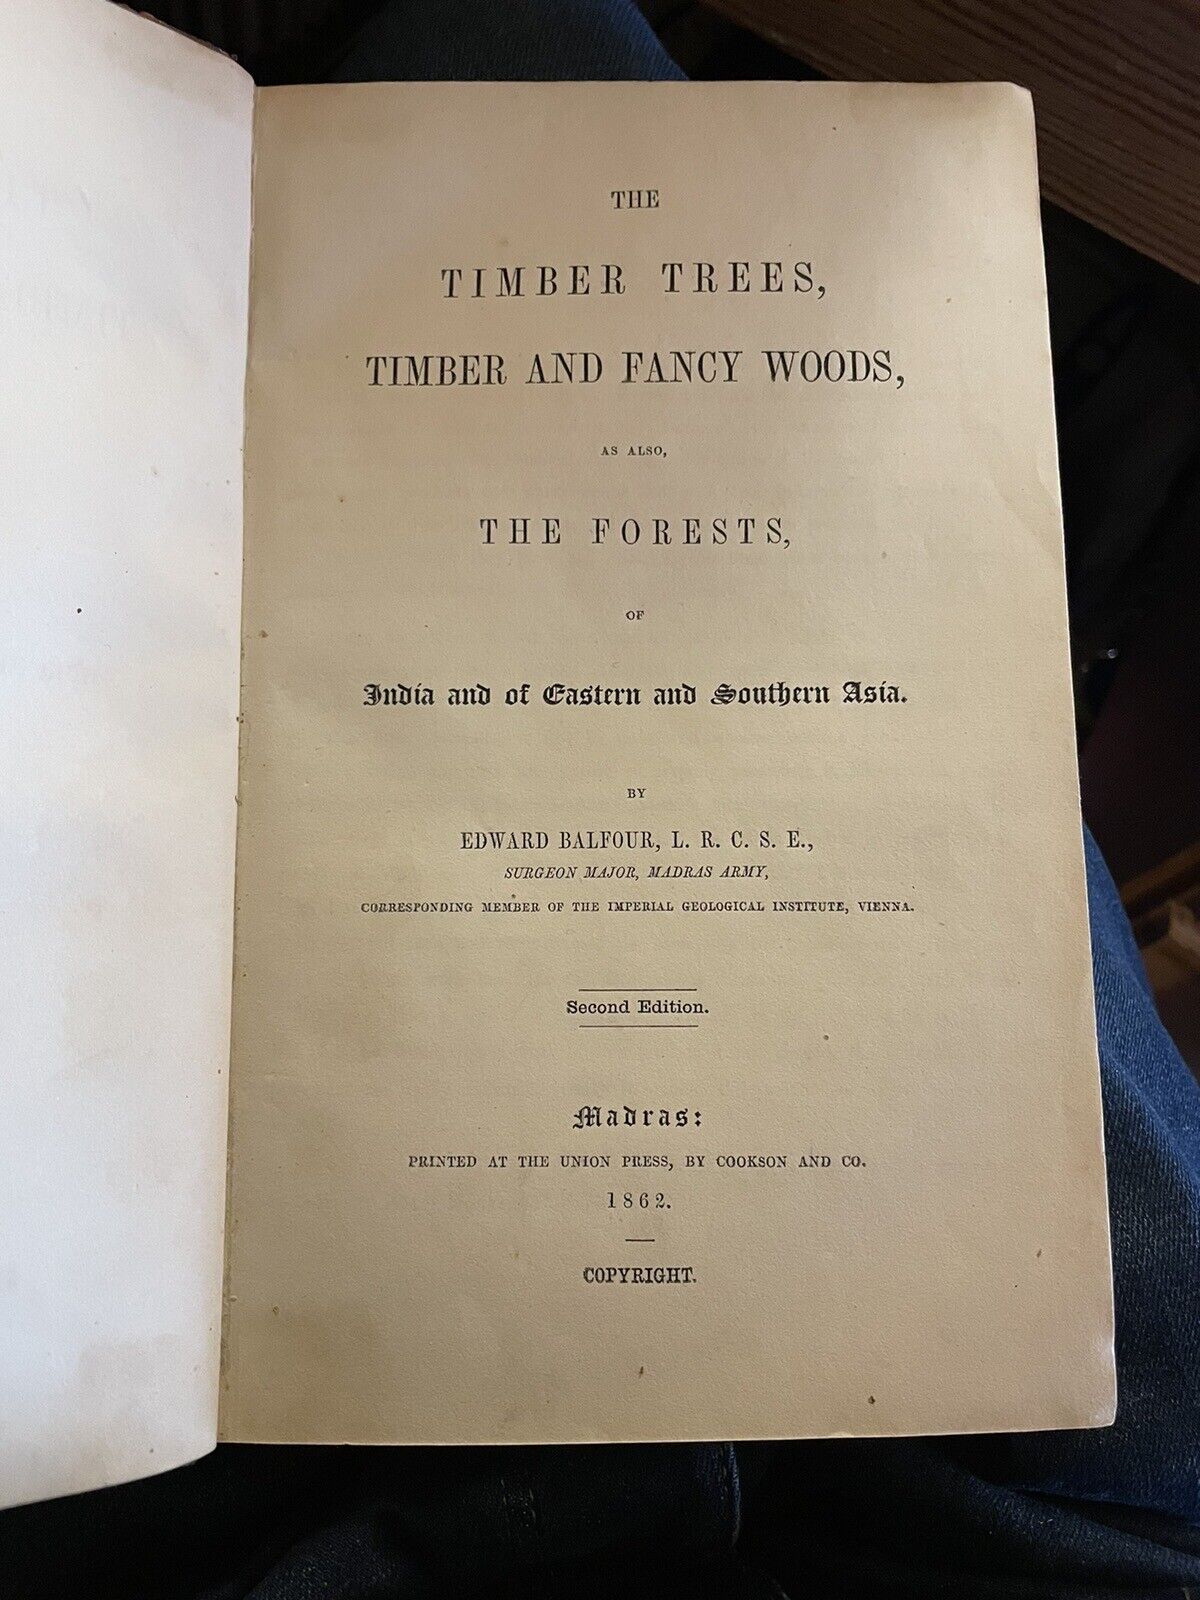 THE
TIMBER TREES,
TIMBER AND FANCY WOODS,
AS ALSO,
THE FORESTS,
OF
India and of Eastern and Southern Asia.
BY
EDWARD BALFOUR, L. R. C. S. E.,
SURGEON MAJOR, MADRAS ARMY,
CORRESPONDING MEMBER OF THE IMPERIAL GEOLOGICAL INSTITUTE, VIENNA.
Second Edition.
Madras:
PRINTED AT THE UNION PRESS, BY COOKSON AND CO.
1862.
COPYRIGHT.